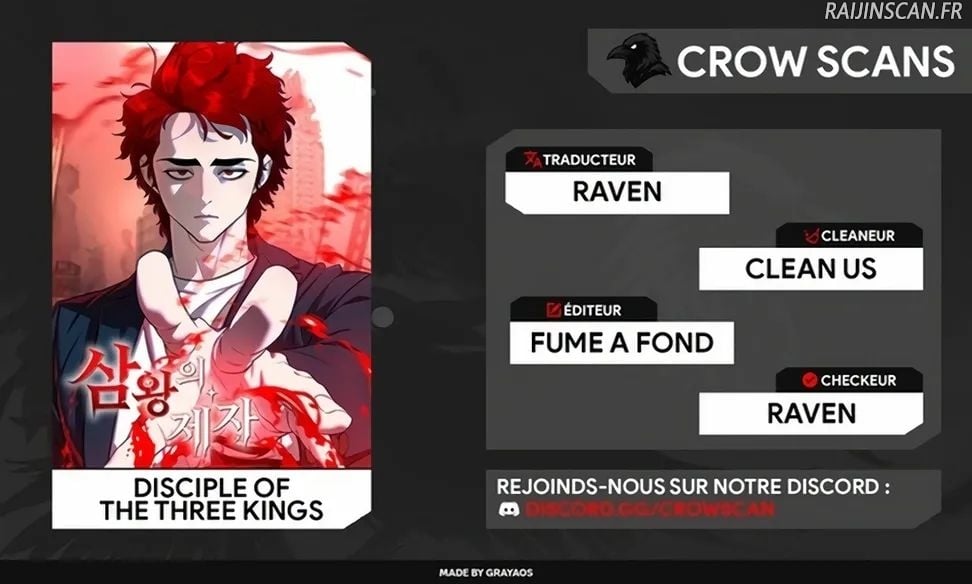 RAIJINSCAN.FR
CROW SCANS
TRADUCTEUR
RAVEN
CLEANEUR
CLEAN US
ÉDITEUR
FUME A FOND
CHECKEUR
RAVEN
삼왕의
제자
DISCIPLE OF
THE THREE KINGS
REJOINDS-NOUS SUR NOTRE DISCORD :
DISCORD.GG/CROWSCAN
MADE BY GRAYAOS